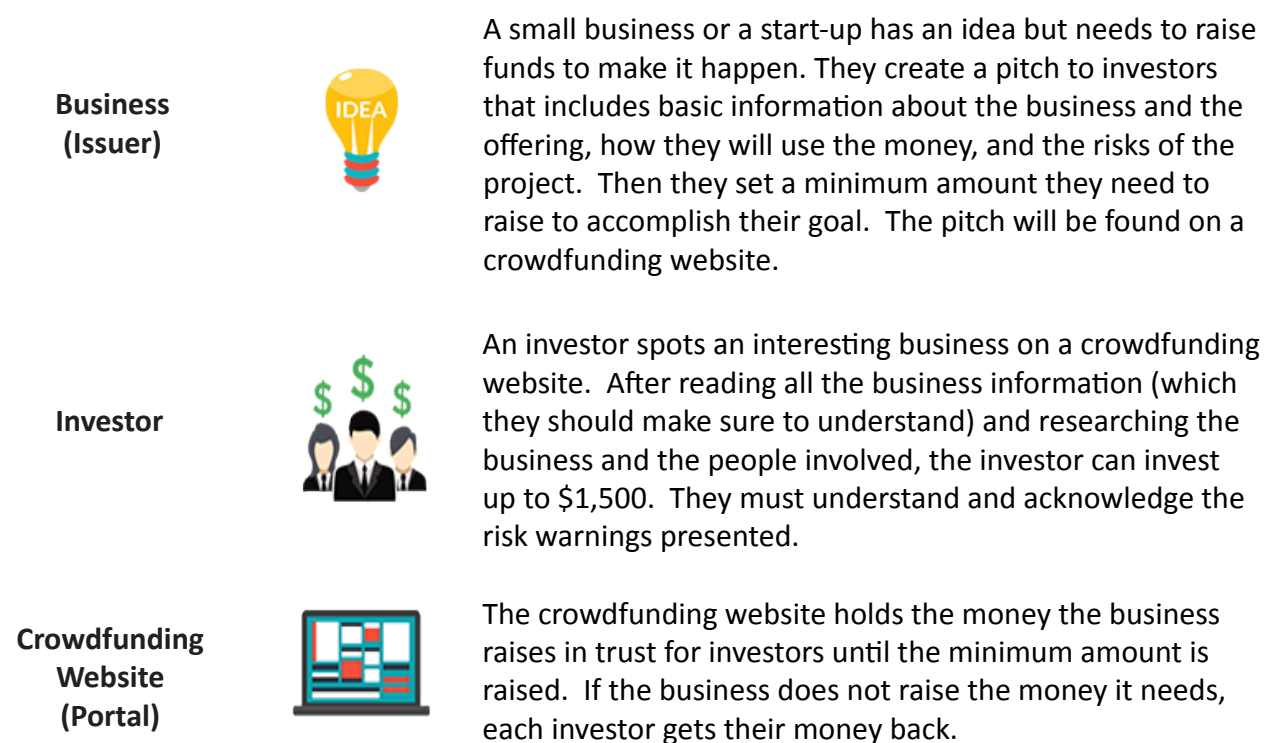 Business
(Issuer)
IDEA
A small business or a start-up has an idea but needs to raise
funds to make it happen. They create a pitch to investors
that includes basic information about the business and the
offering, how they will use the money, and the risks of the
project.  Then they set a minimum amount they need to
raise to accomplish their goal.  The pitch will be found on a
crowdfunding website.
Investor
$ $ $
An investor spots an interesting business on a crowdfunding
website.  After reading all the business information (which
they should make sure to understand) and researching the
business and the people involved, the investor can invest
up to $1,500.  They must understand and acknowledge the
risk warnings presented.
Crowdfunding
Website
(Portal)
The crowdfunding website holds the money the business
raises in trust for investors until the minimum amount is
raised.  If the business does not raise the money it needs,
each investor gets their money back.